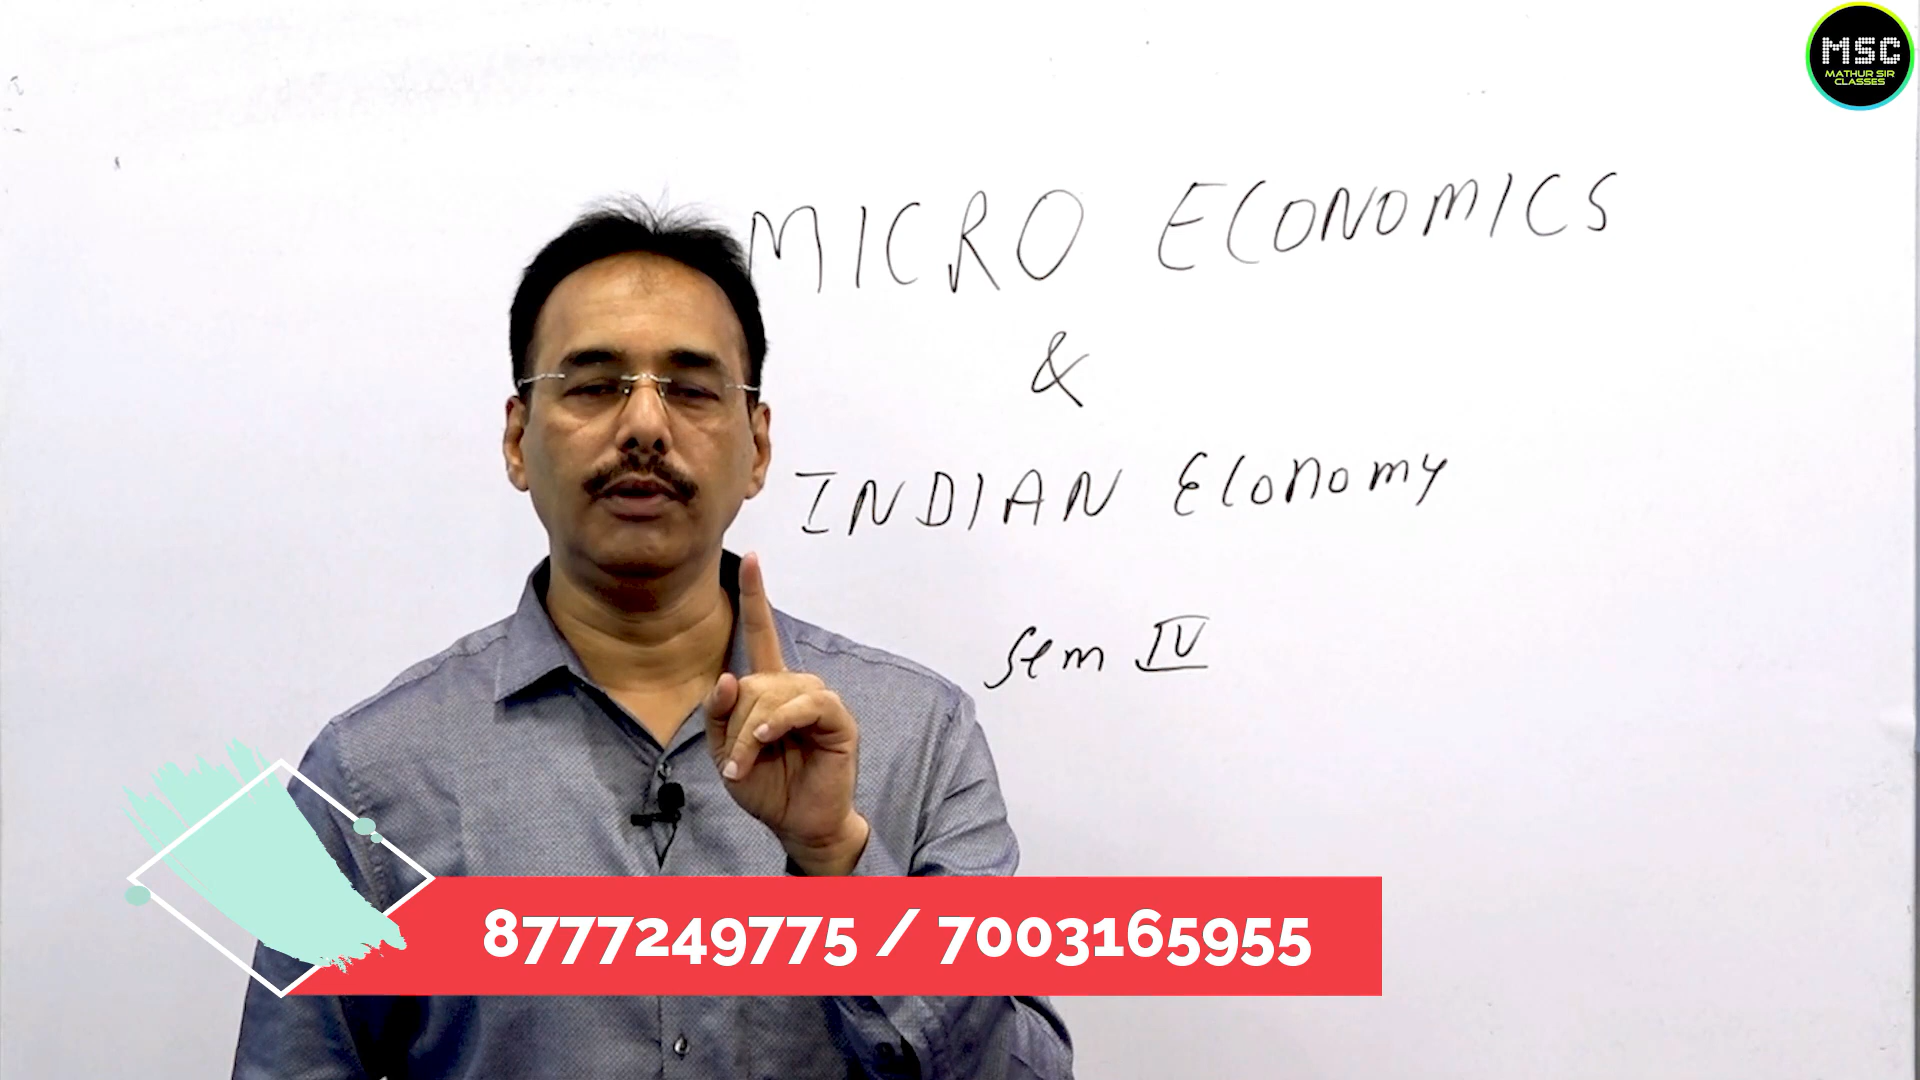 MSC
MATHUR SIR
CLASSES
MICRO ECONOMICS
&
INDIAN Economy
Sem IV
8777249775 / 7003165955